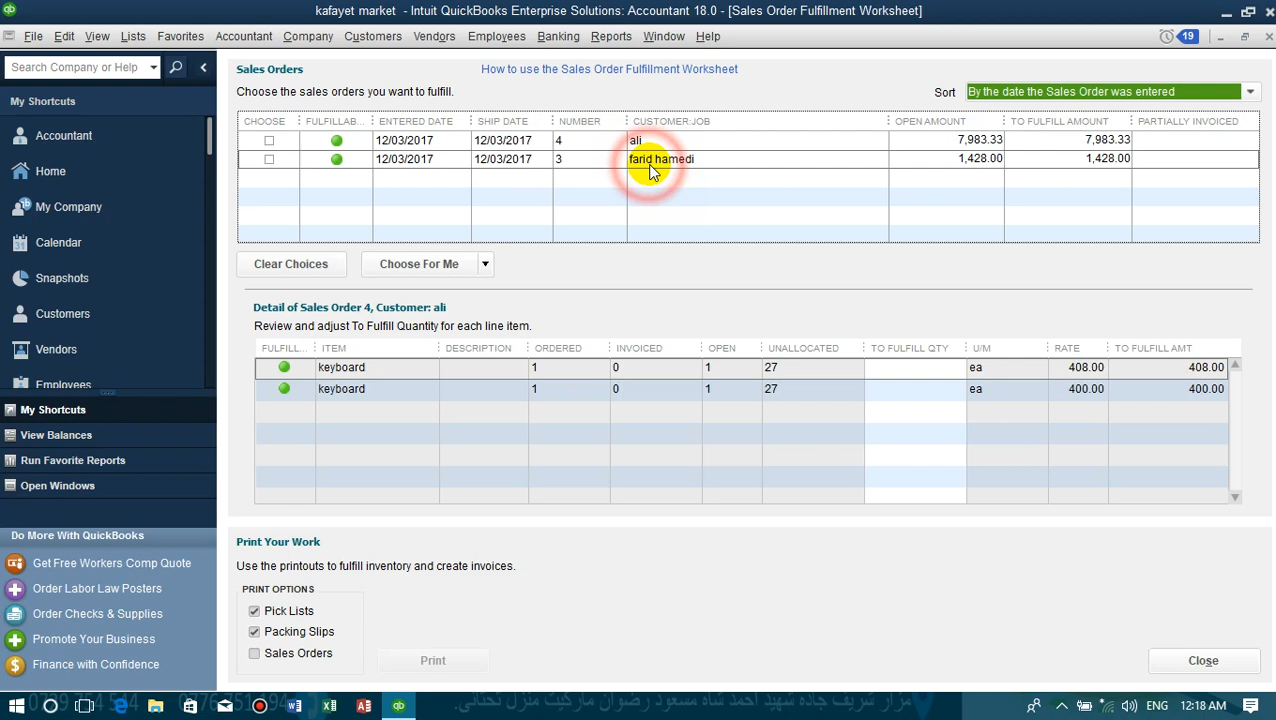 kafayet market - Intuit QuickBooks Enterprise Solutions: Accountant 18.0 - [Sales Order Fulfillment Worksheet]
File Edit View Lists Favorites Accountant Company Customers Vendors Employees Banking Reports Window Help 19
Search Company or Help
My Shortcuts
Accountant
Home
My Company
Calendar
Snapshots
Customers
Vendors
Employees
My Shortcuts
View Balances
Run Favorite Reports
Open Windows
Do More With QuickBooks
Get Free Workers Comp Quote
Order Labor Law Posters
Order Checks & Supplies
Promote Your Business
Finance with Confidence
Sales Orders How to use the Sales Order Fulfillment Worksheet
Choose the sales orders you want to fulfill. Sort By the date the Sales Order was entered
CHOOSE FULFILLAB... ENTERED DATE SHIP DATE NUMBER CUSTOMER:JOB OPEN AMOUNT TO FULFILL AMOUNT PARTIALLY INVOICED
12/03/2017 12/03/2017 4 ali 7,983.33 7,983.33
12/03/2017 12/03/2017 3 farid hamedi 1,428.00 1,428.00
Clear Choices Choose For Me
Detail of Sales Order 4, Customer: ali
Review and adjust To Fulfill Quantity for each line item.
FULFILL... ITEM DESCRIPTION ORDERED INVOICED OPEN UNALLOCATED TO FULFILL QTY U/M RATE TO FULFILL AMT
keyboard 1 0 1 27 ea 408.00 408.00
keyboard 1 0 1 27 ea 400.00 400.00
Print Your Work
Use the printouts to fulfill inventory and create invoices.
PRINT OPTIONS
Pick Lists
Packing Slips
Sales Orders
Print Close
ENG 12:18 AM